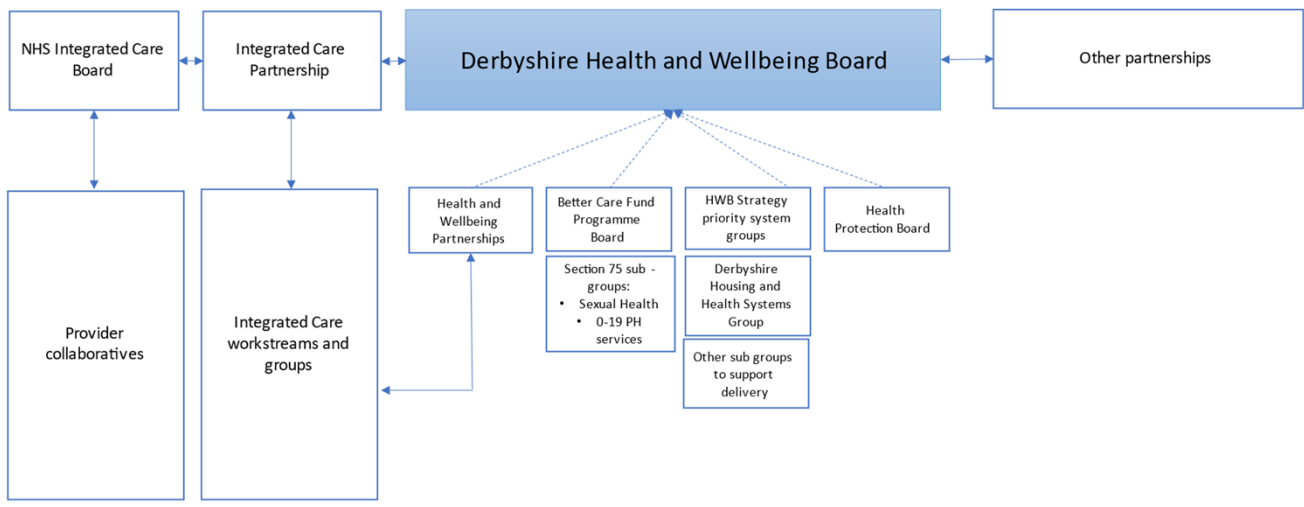 NHS Integrated Care
Board
Integrated Care
Partnership
Derbyshire Health and Wellbeing Board
Other partnerships
Health and
Wellbeing
Partnerships
Better Care Fund
Programme
Board
HWB Strategy
priority system
groups
Health
Protection Board
Section 75 sub -
groups:
• Sexual Health
• 0-19 PH
services
Derbyshire
Housing and
Health Systems
Group
Other sub groups
to support
delivery
Provider
collaboratives
Integrated Care
workstreams and
groups